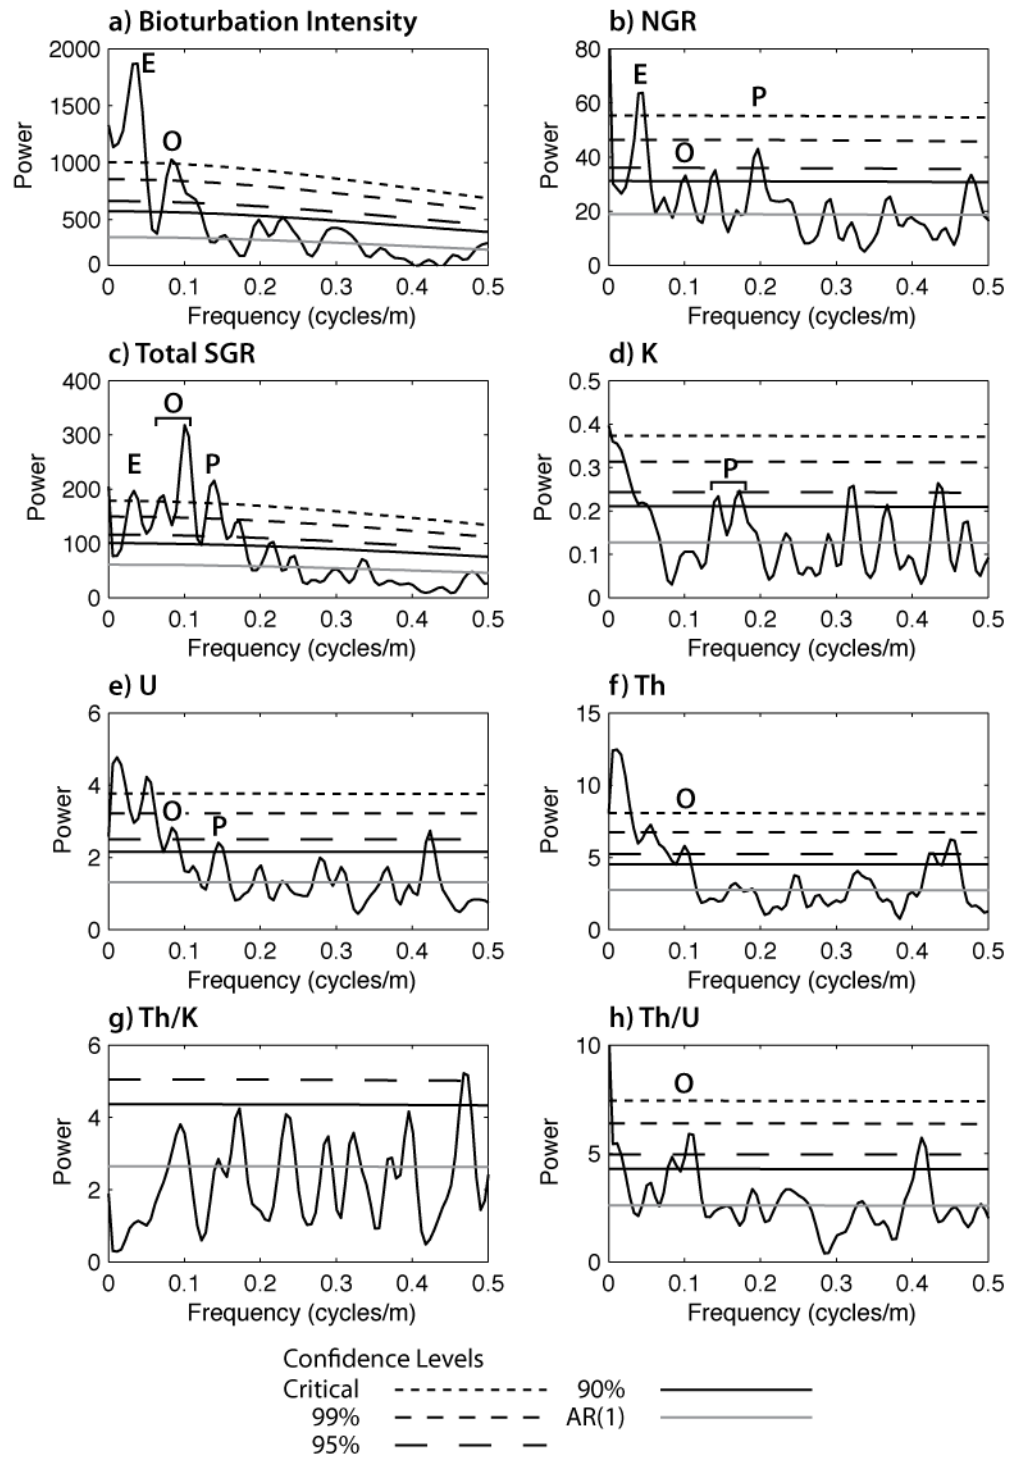 a) Bioturbation Intensity
2000
1500
1000
500
0
Power
E
O
0 0.1 0.2 0.3 0.4 0.5
Frequency (cycles/m)
b) NGR
80
60
40
20
0
Power
E
O
P
0 0.1 0.2 0.3 0.4 0.5
Frequency (cycles/m)
c) Total SGR
400
300
200
100
0
Power
E
O
P
0 0.1 0.2 0.3 0.4 0.5
Frequency (cycles/m)
d) K
0.5
0.4
0.3
0.2
0.1
0
Power
P
0 0.1 0.2 0.3 0.4 0.5
Frequency (cycles/m)
e) U
6
4
2
0
Power
O
P
0 0.1 0.2 0.3 0.4 0.5
Frequency (cycles/m)
f) Th
15
10
5
0
Power
O
0 0.1 0.2 0.3 0.4 0.5
Frequency (cycles/m)
g) Th/K
6
4
2
0
Power
0 0.1 0.2 0.3 0.4 0.5
Frequency (cycles/m)
h) Th/U
10
5
0
Power
O
0 0.1 0.2 0.3 0.4 0.5
Frequency (cycles/m)
Confidence Levels
Critical 90%
99% AR(1)
95%